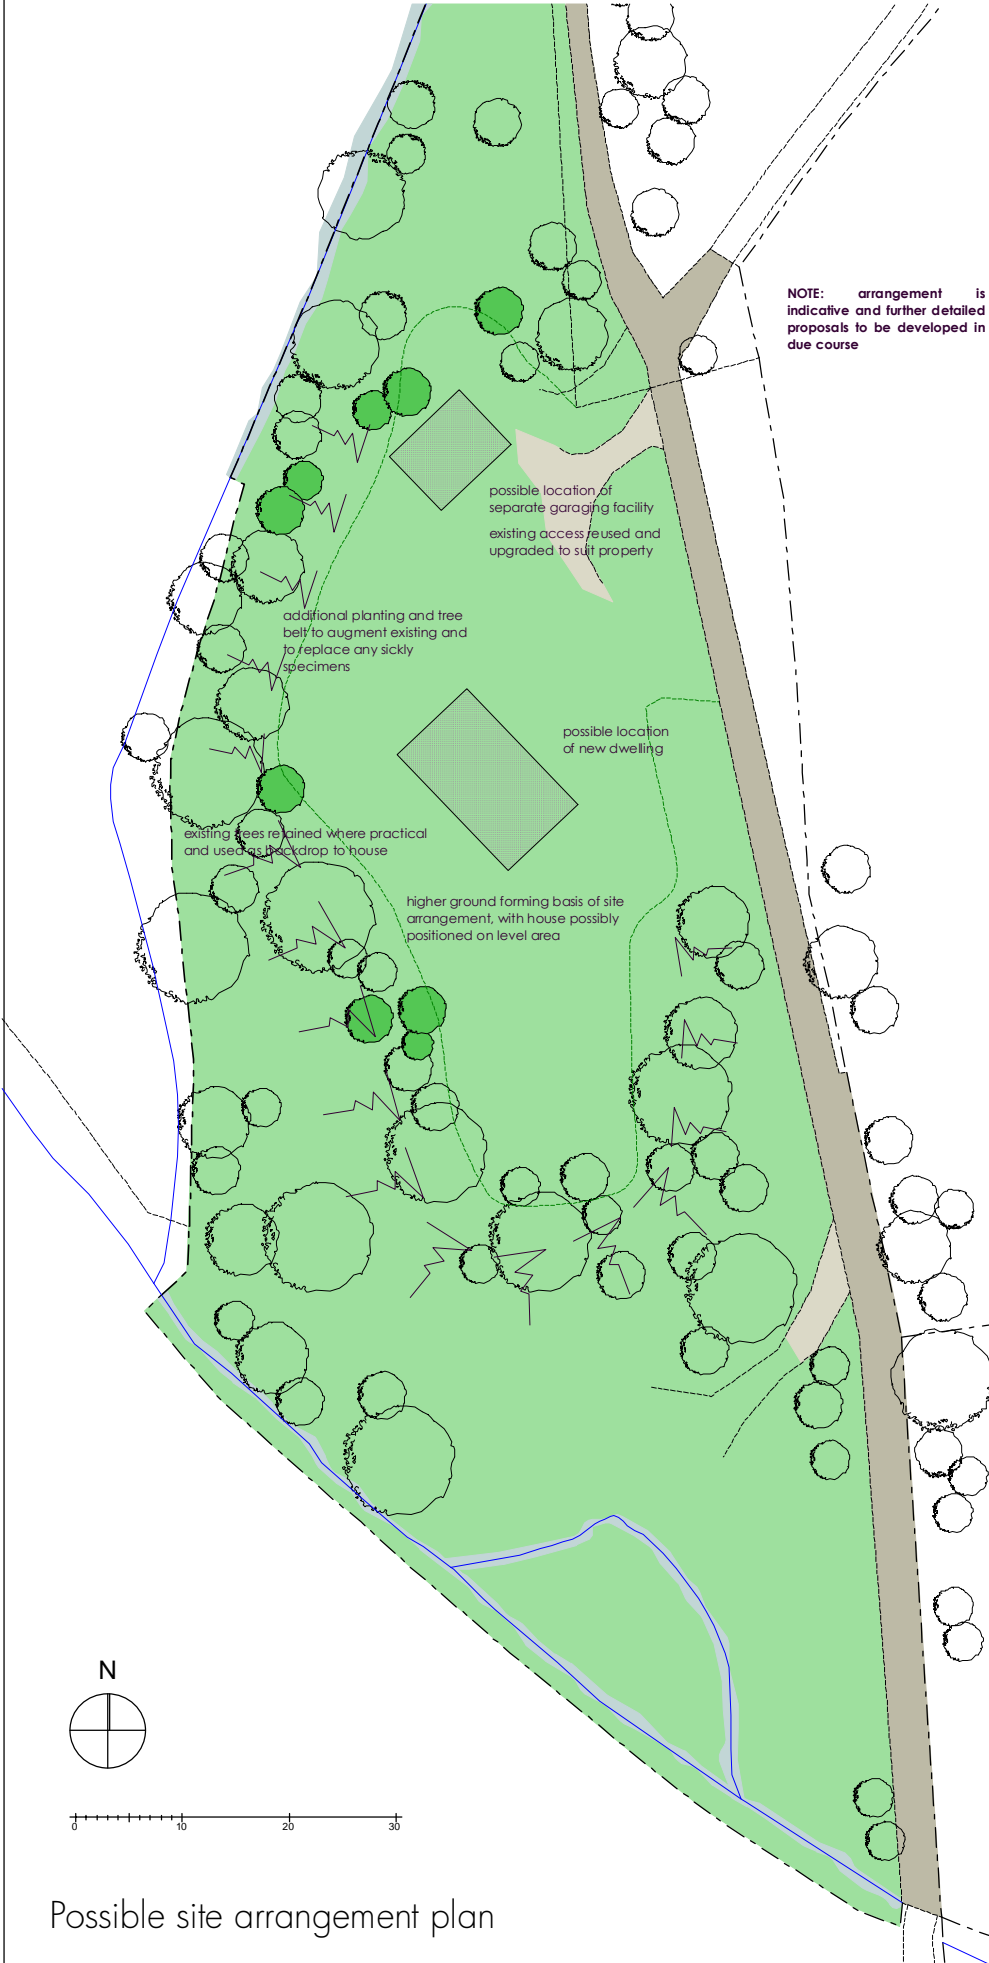 NOTE: arrangement is
indicative and further detailed
proposals to be developed in
due course
possible location of
separate garaging facility
existing access reused and
upgraded to suit property
additional planting and tree
belt to augment existing and
to replace any sickly
specimens
possible location
of new dwelling
existing trees retained where practical
and used as backdrop to house
higher ground forming basis of site
arrangement, with house possibly
positioned on level area
N
0 10 20 30
Possible site arrangement plan